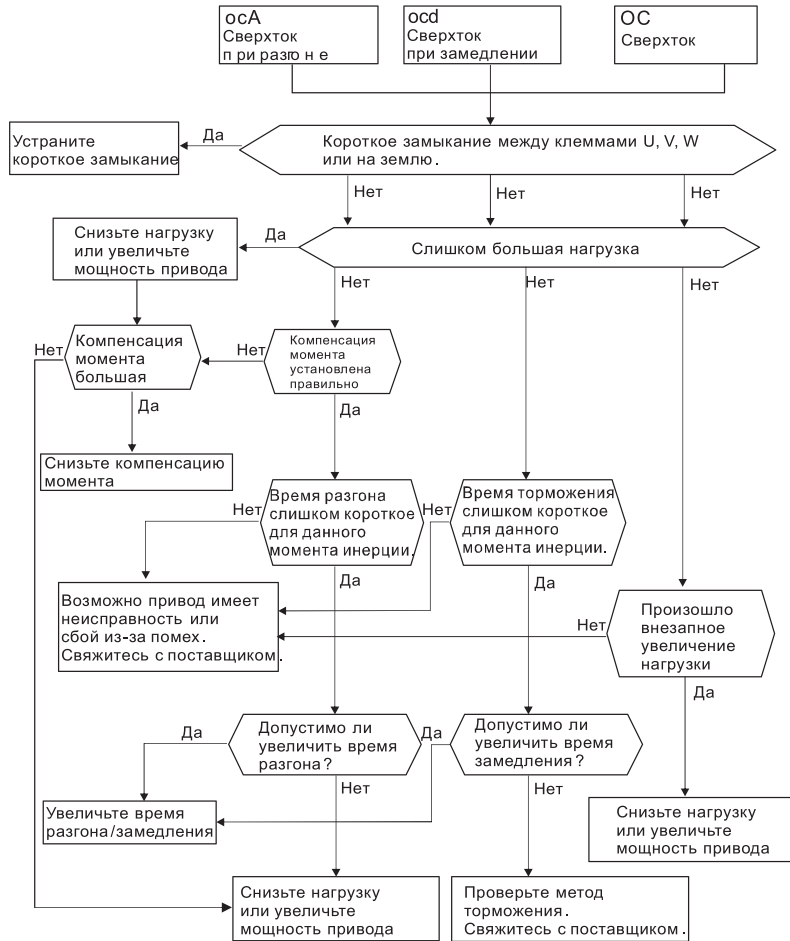 ocA
Сверхток
при разгоне
ocd
Сверхток
при замедлении
OC
Сверхток
Да
Устраните
короткое замыкание
Короткое замыкание между клеммами U, V, W
или на землю.
Нет
Нет
Нет
Снизьте нагрузку
или увеличьте
мощность привода
Да
Слишком большая нагрузка
Нет
Нет
Нет
Нет
Компенсация
момента
большая
Нет
Компенсация
момента
установлена
правильно
Да
Да
Снизьте компенсацию
момента
Нет
Время разгона
слишком короткое
для данного
момента инерции.
Нет
Время торможения
слишком короткое
для данного
момента инерции.
Да
Да
Возможно привод имеет
неисправность или
сбой из-за помех.
Свяжитесь с поставщиком.
Нет
Произошло
внезапное
увеличение
нагрузки
Да
Да
Допустимо ли
увеличить время
разгона?
Да
Допустимо ли
увеличить время
замедления?
Нет
Нет
Увеличьте время
разгона/замедления
Снизьте нагрузку
или увеличьте
мощность привода
Снизьте нагрузку
или увеличьте
мощность привода
Проверьте метод
торможения.
Свяжитесь с поставщиком.